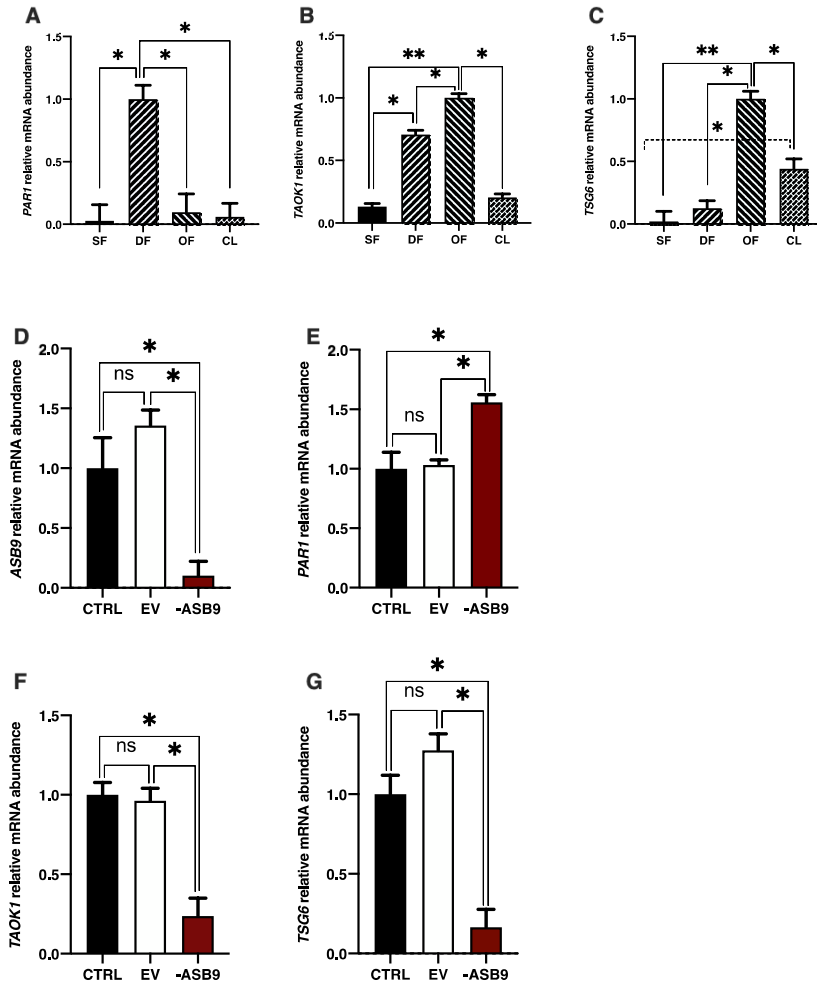 A
PAR1 relative mRNA abundance
1.5
1.0
0.5
0.0
* * *
SF DF OF CL
B
TAOK1 relative mRNA abundance
1.5
1.0
0.5
0.0
** * * *
SF DF OF CL
C
TSG6 relative mRNA abundance
1.5
1.0
0.5
0.0
** * * *
SF DF OF CL
D
ASB9 relative mRNA abundance
2.0
1.5
1.0
0.5
0.0
*
ns *
CTRL EV -ASB9
E
PAR1 relative mRNA abundance
2.0
1.5
1.0
0.5
0.0
*
*
ns
CTRL EV -ASB9
F
TAOK1 relative mRNA abundance
1.5
1.0
0.5
0.0
*
ns *
CTRL EV -ASB9
G
TSG6 relative mRNA abundance
1.5
1.0
0.5
0.0
*
ns *
CTRL EV -ASB9